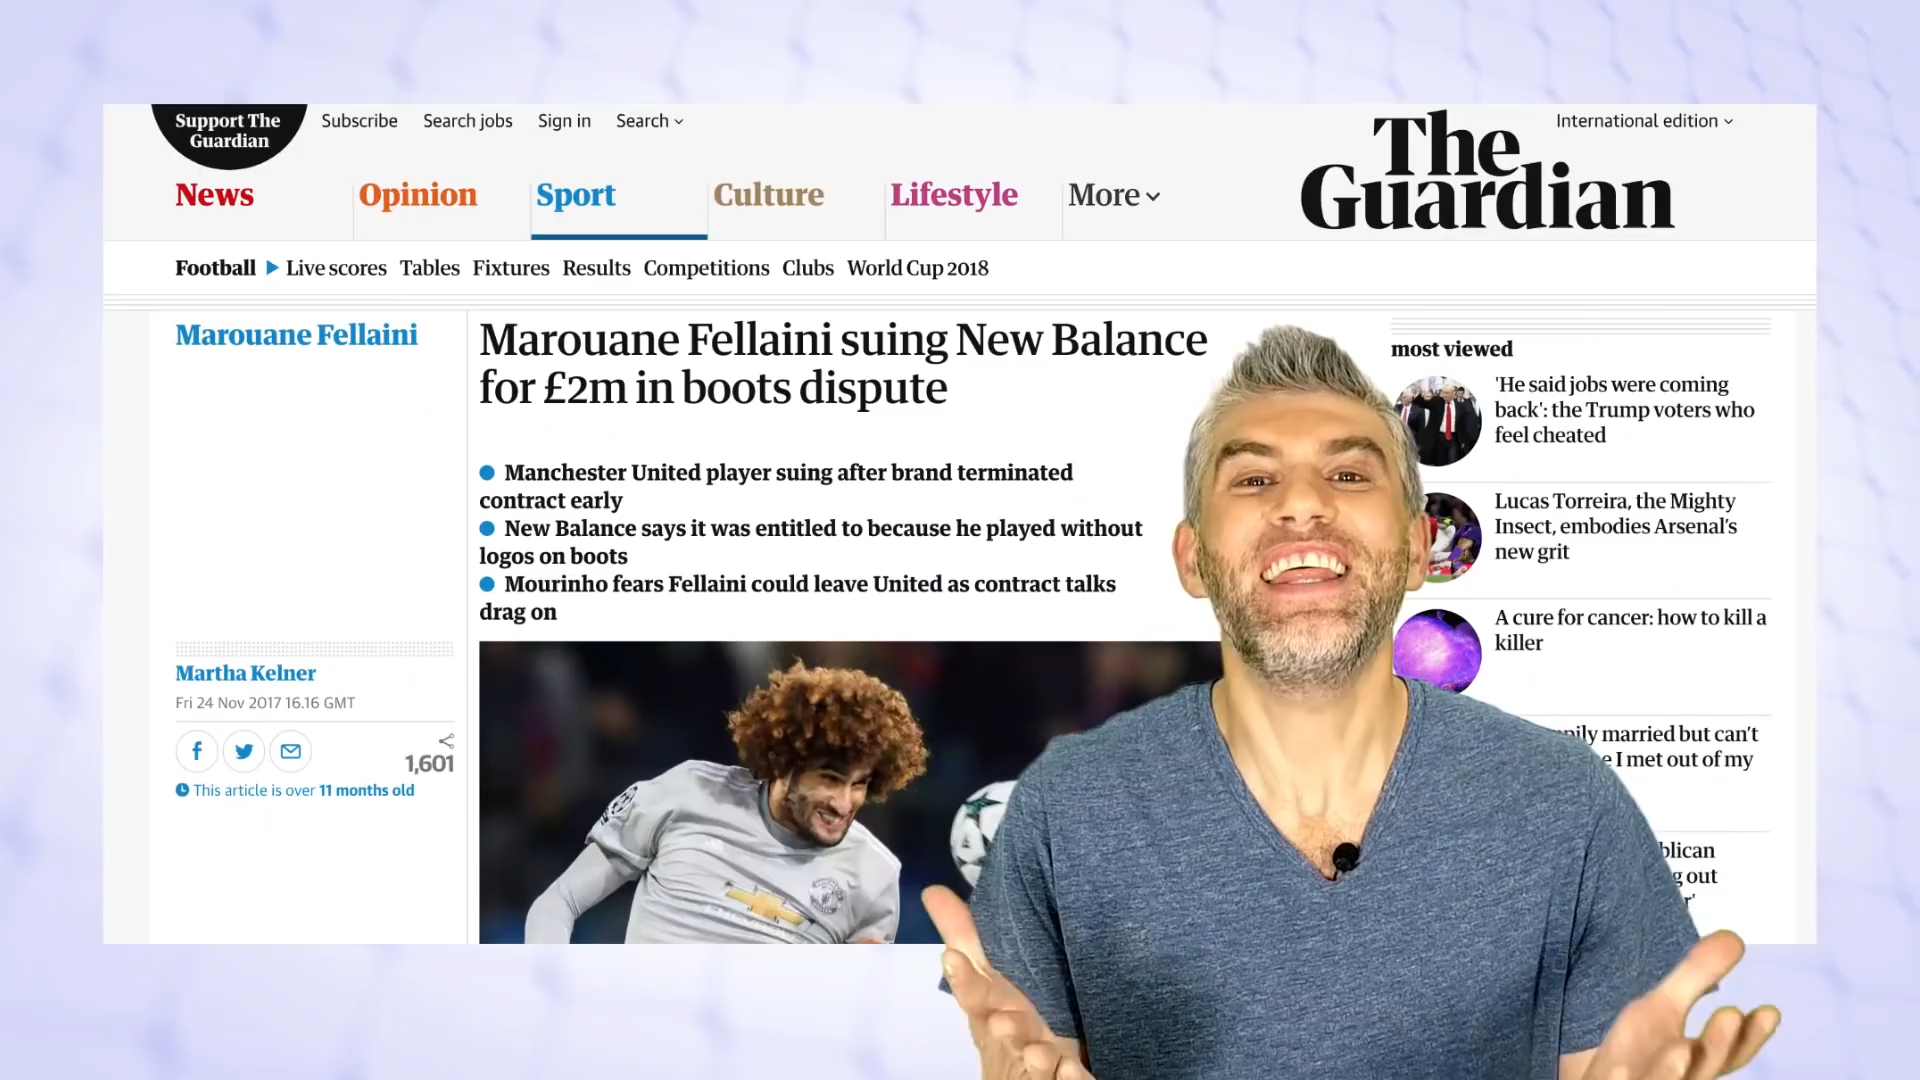 Support The
Guardian
Subscribe
Search jobs
Sign in
Search
International edition
The
Guardian
News
Opinion
Sport
Culture
Lifestyle
More
Football
Live scores
Tables
Fixtures
Results
Competitions
Clubs
World Cup 2018
Marouane Fellaini
Marouane Fellaini suing New Balance
for £2m in boots dispute
Manchester United player suing after brand terminated
contract early
New Balance says it was entitled to because he played without
logos on boots
Mourinho fears Fellaini could leave United as contract talks
drag on
Martha Kelner
Fri 24 Nov 2017 16.16 GMT
1,601
This article is over 11 months old
most viewed
'He said jobs were coming
back': the Trump voters who
feel cheated
Lucas Torreira, the Mighty
Insect, embodies Arsenal's
new grit
A cure for cancer: how to kill a
killer
married but can't
I met out of my
out